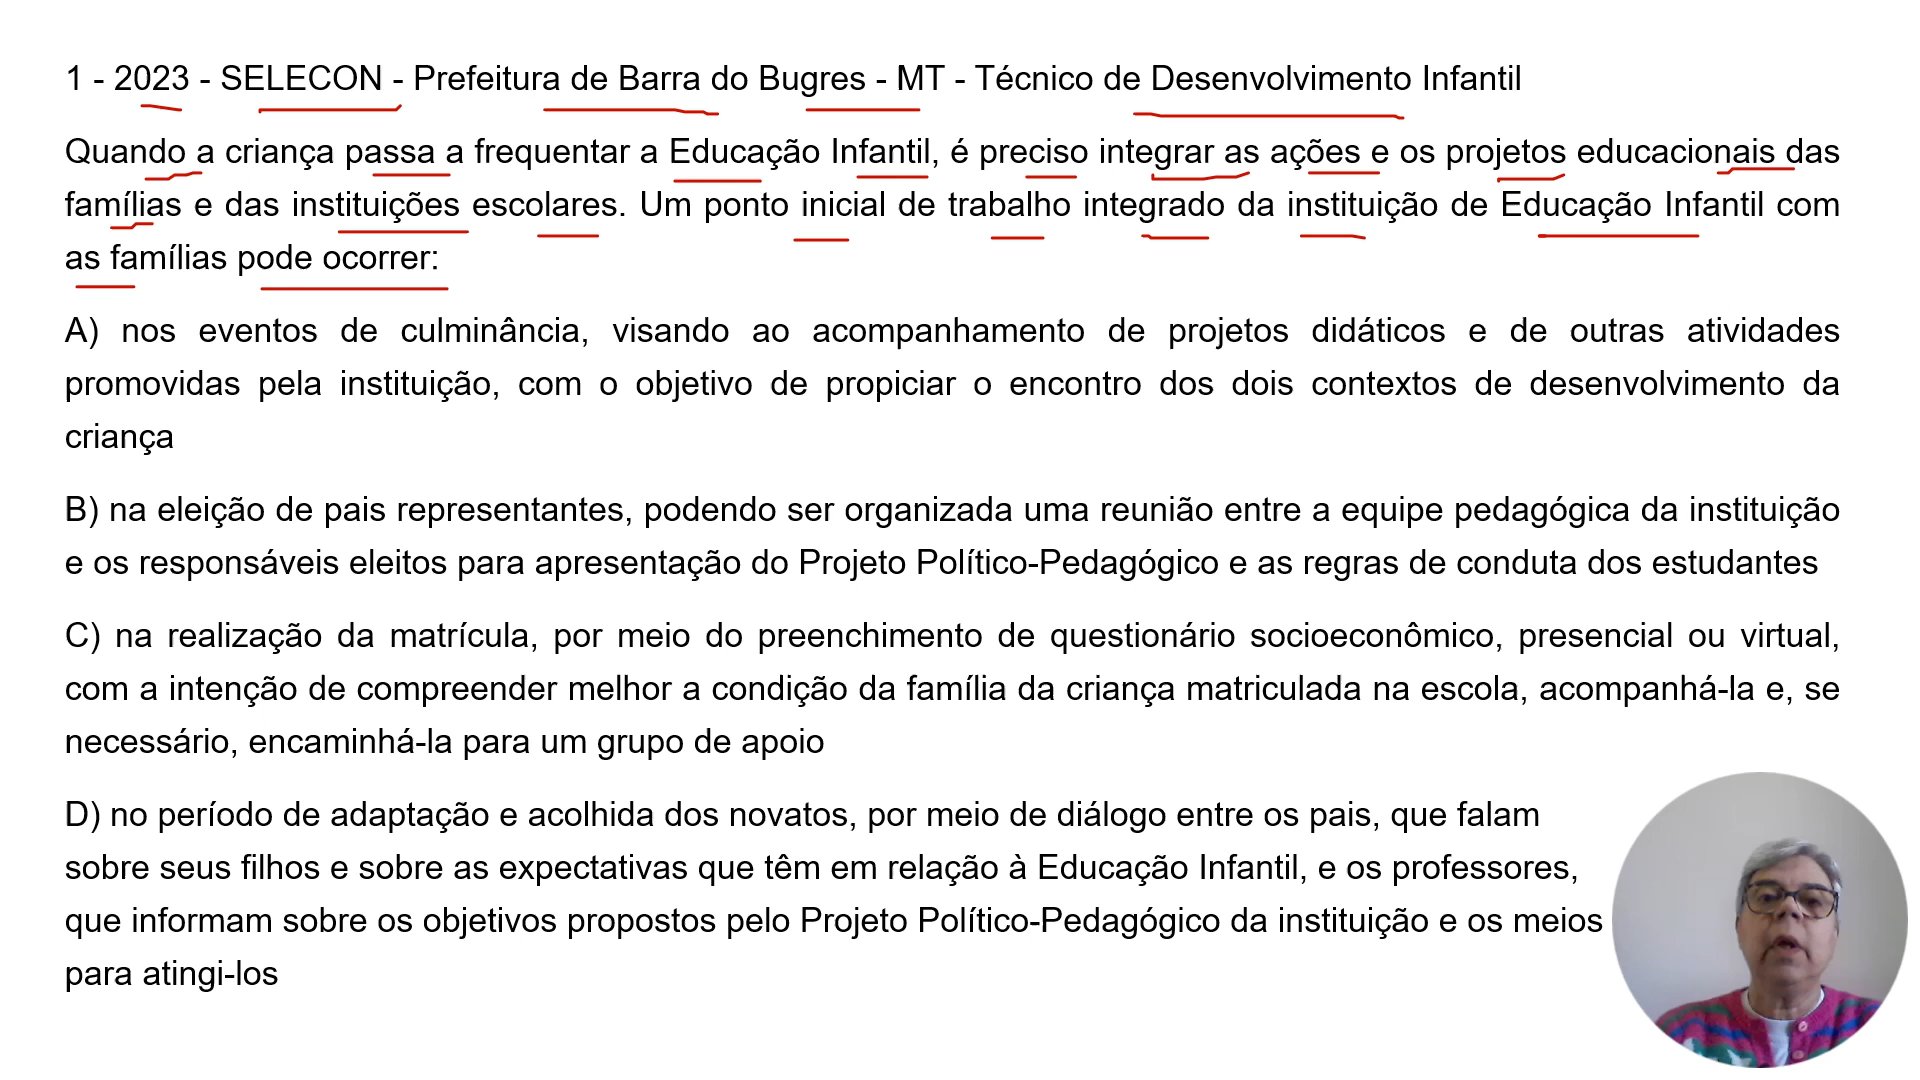 1 - 2023 - SELECON - Prefeitura de Barra do Bugres - MT - Técnico de Desenvolvimento Infantil
Quando a criança passa a frequentar a Educação Infantil, é preciso integrar as ações e os projetos educacionais das
famílias e das instituições escolares. Um ponto inicial de trabalho integrado da instituição de Educação Infantil com
as famílias pode ocorrer:
A) nos eventos de culminância, visando ao acompanhamento de projetos didáticos e de outras atividades
promovidas pela instituição, com o objetivo de propiciar o encontro dos dois contextos de desenvolvimento da
criança
B) na eleição de pais representantes, podendo ser organizada uma reunião entre a equipe pedagógica da instituição
e os responsáveis eleitos para apresentação do Projeto Político-Pedagógico e as regras de conduta dos estudantes
C) na realização da matrícula, por meio do preenchimento de questionário socioeconômico, presencial ou virtual,
com a intenção de compreender melhor a condição da família da criança matriculada na escola, acompanhá-la e, se
necessário, encaminhá-la para um grupo de apoio
D) no período de adaptação e acolhida dos novatos, por meio de diálogo entre os pais, que falam
sobre seus filhos e sobre as expectativas que têm em relação à Educação Infantil, e os professores,
que informam sobre os objetivos propostos pelo Projeto Político-Pedagógico da instituição e os meios
para atingi-los